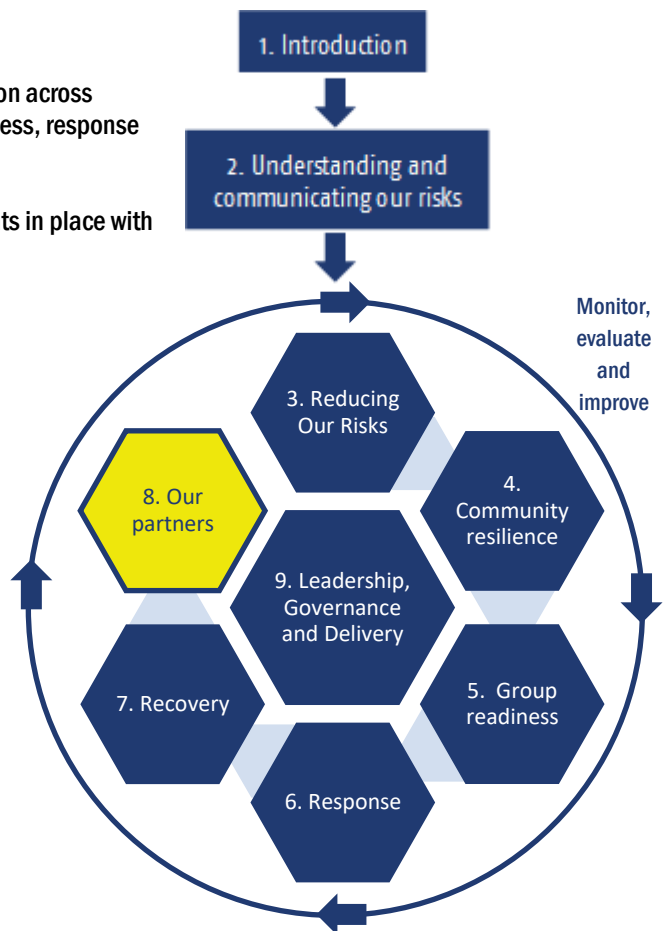 1. Introduction
on across
ess, response
2. Understanding and
communicating our risks
ts in place with
Monitor,
evaluate
and
improve
3. Reducing
Our Risks
4.
Community
resilience
8. Our
partners
9. Leadership,
Governance
and Delivery
5. Group
readiness
7. Recovery
6. Response